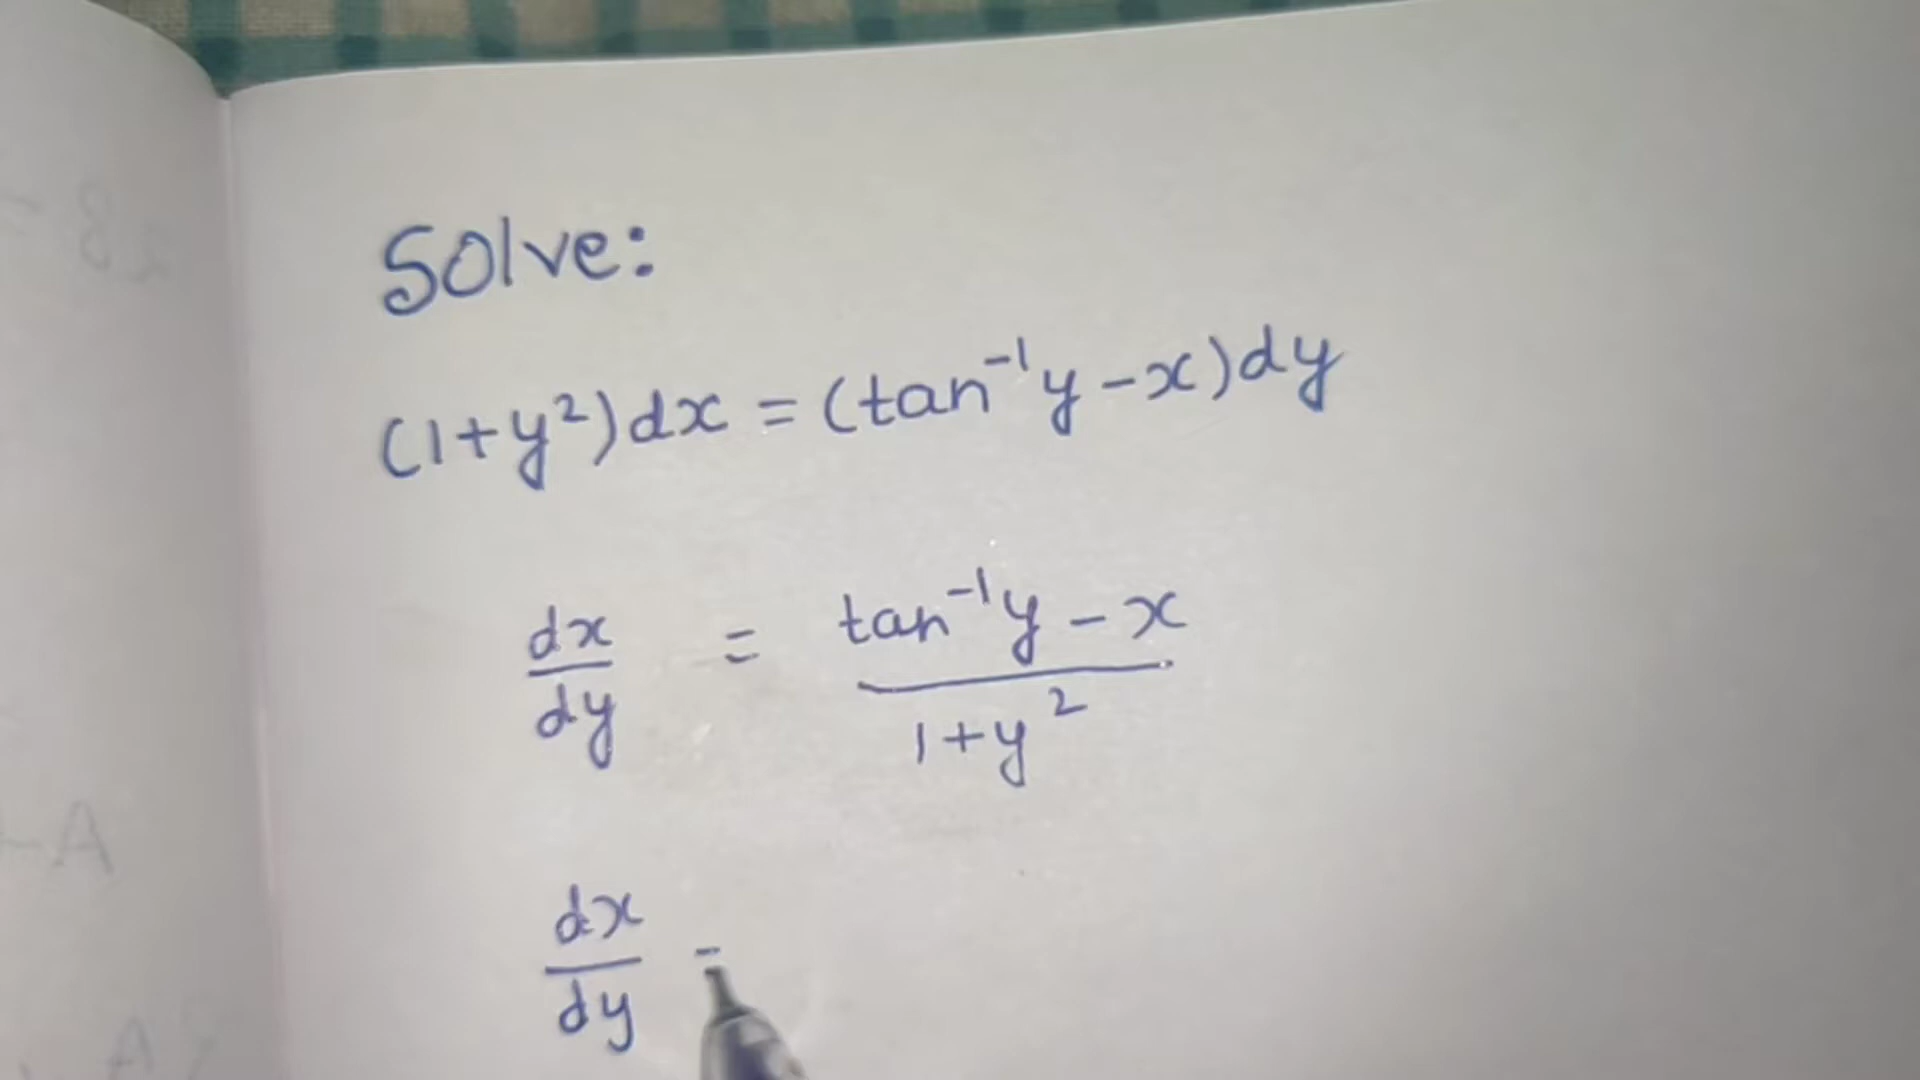 Solve:
(1+y²)dx = (tan⁻¹y - x)dy
dx/dy = (tan⁻¹y - x)/(1+y²)
dx/dy -